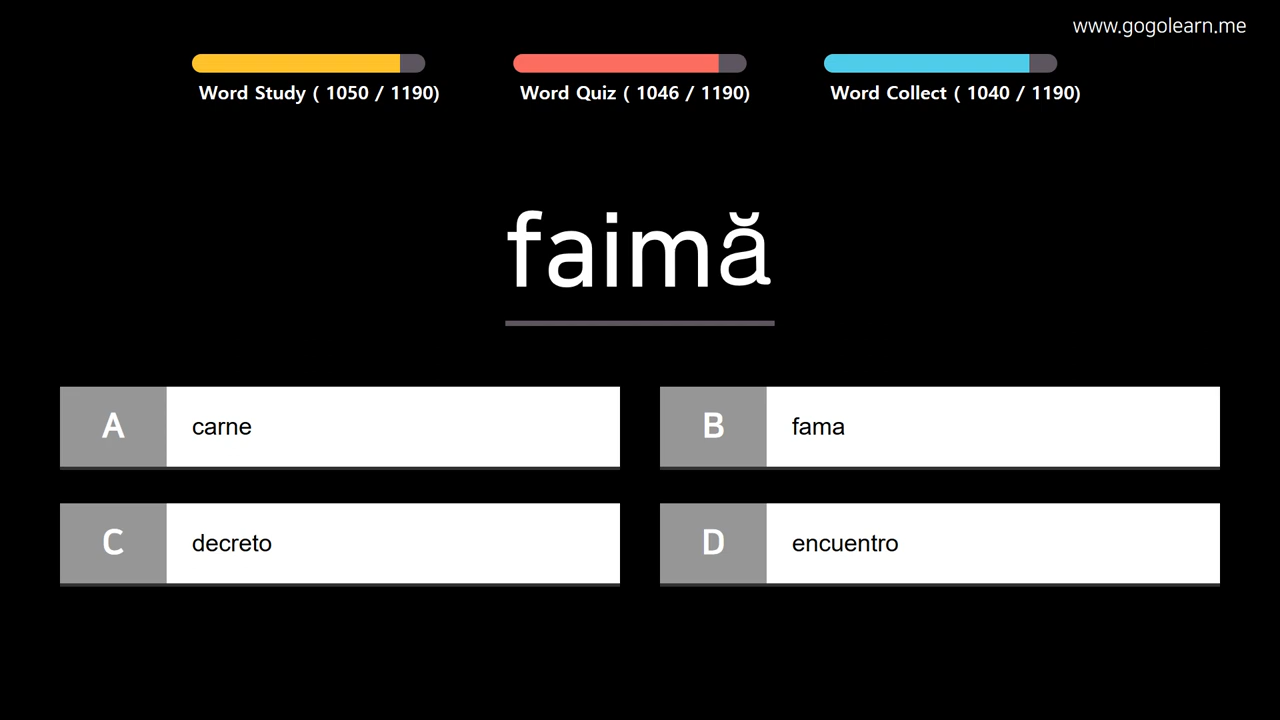 www.gogolearn.me
Word Study ( 1050 / 1190)
Word Quiz ( 1046 / 1190)
Word Collect ( 1040 / 1190)
faimă
A carne
B fama
C decreto
D encuentro